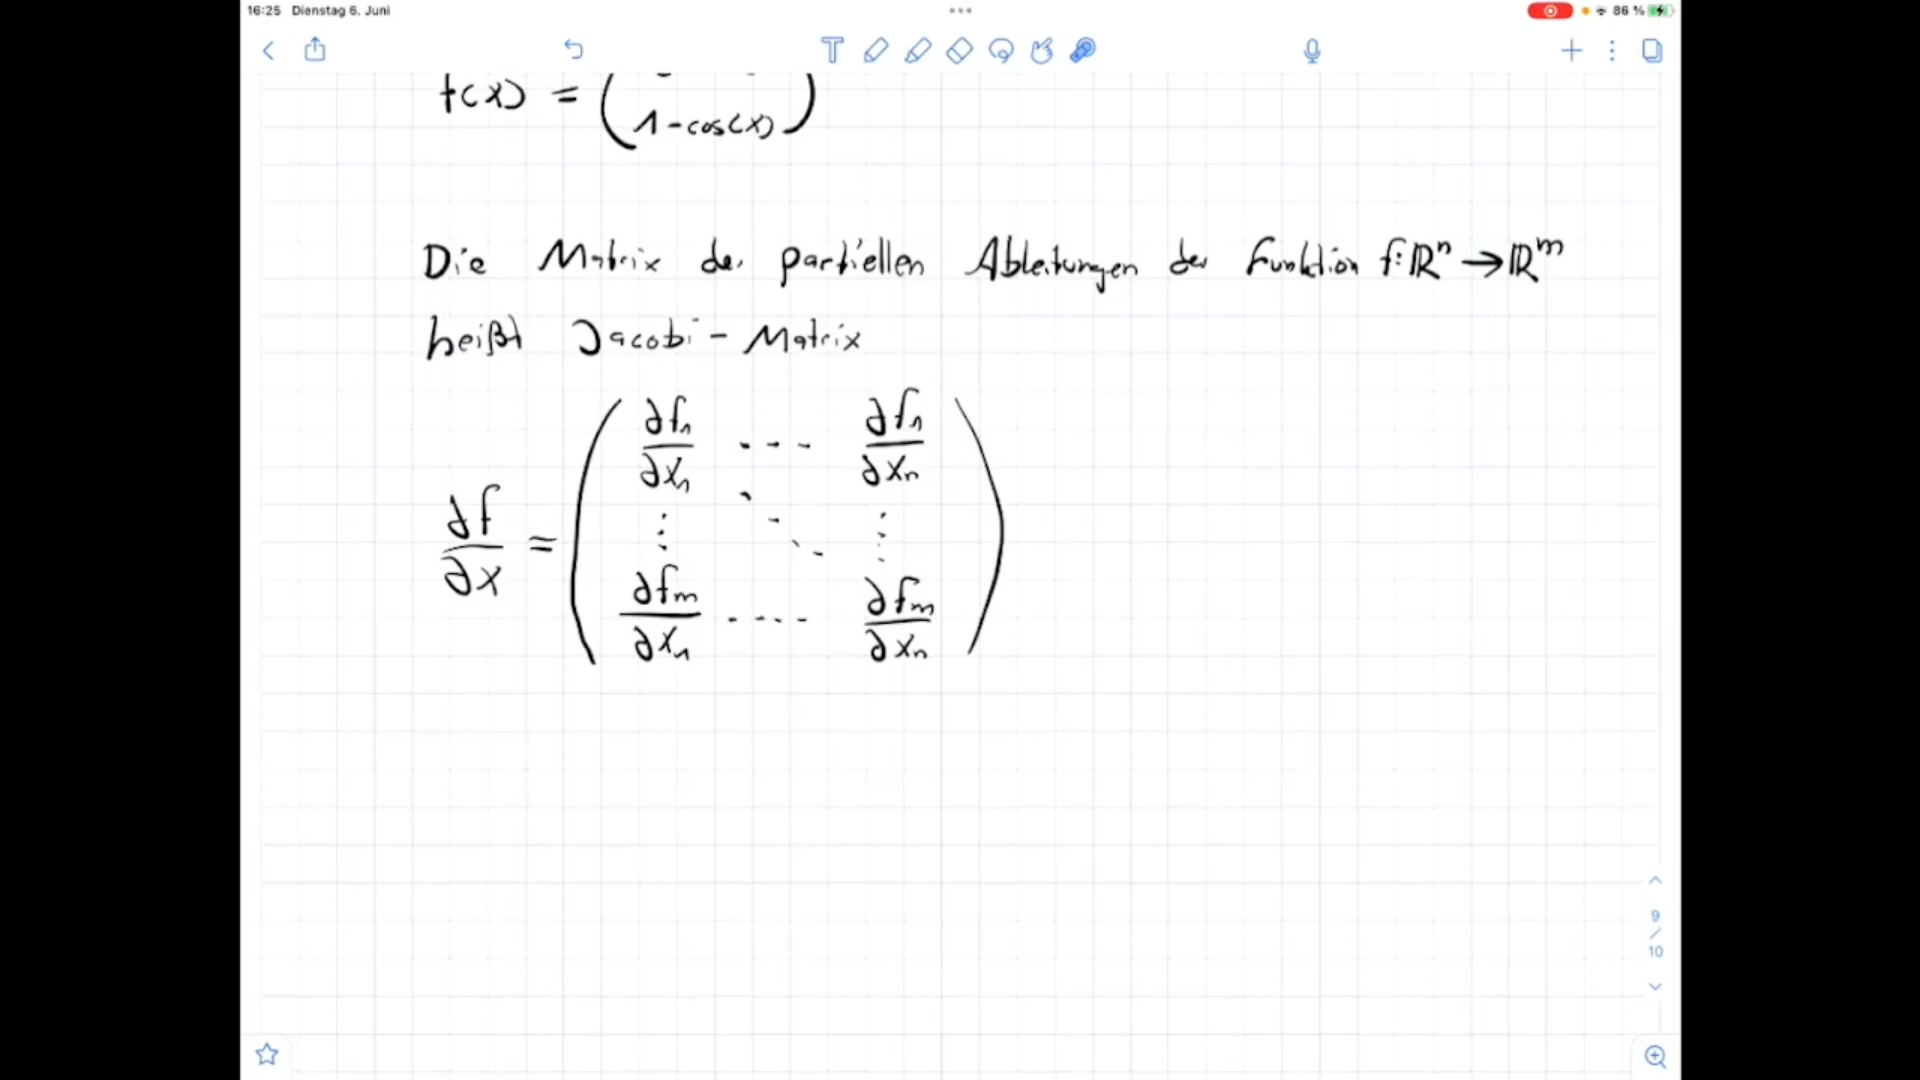 16:25 Dienstag 6. Juni
86 %
f(x) = ( 1-cos(x) )
Die Matrix der partiellen Ableitungen der Funktion f: ℝⁿ → ℝᵐ
heißt Jacobi-Matrix
∂f/∂x = ( ∂f₁/∂x₁ --- ∂f₁/∂xₙ
⋮ ⋱ ⋮
∂fₘ/∂x₁ ---- ∂fₘ/∂xₙ )
9
/
10